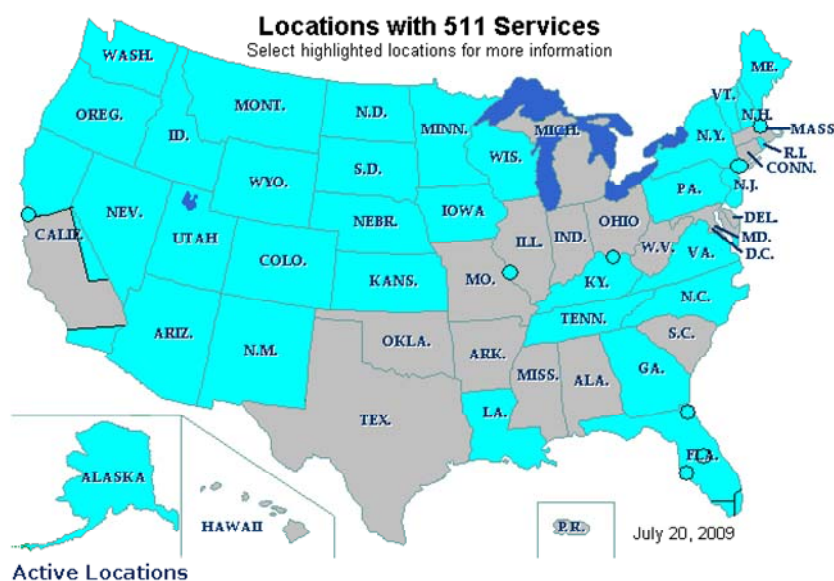 Locations with 511 Services
Select highlighted locations for more information
WASH.
ME.
VT.
MONT.
N.D.
N.H.
OREG.
MINN.
MICH.
MASS
ID.
N.Y.
R.I.
WIS.
CONN.
S.D.
WYO.
PA.
N.J.
NEBR.
IOWA
OHIO
DEL.
NEV.
ILL.
IND.
CALIF.
UTAH
W.V.
MD.
COLO.
VA.
D.C.
KANS.
MO.
KY.
N.C.
TENN.
ARIZ.
N.M.
OKLA.
S.C.
ARK.
GA.
MISS.
ALA.
LA.
TEX.
FLA.
ALASKA
HAWAII
P.R.
July 20, 2009
Active Locations